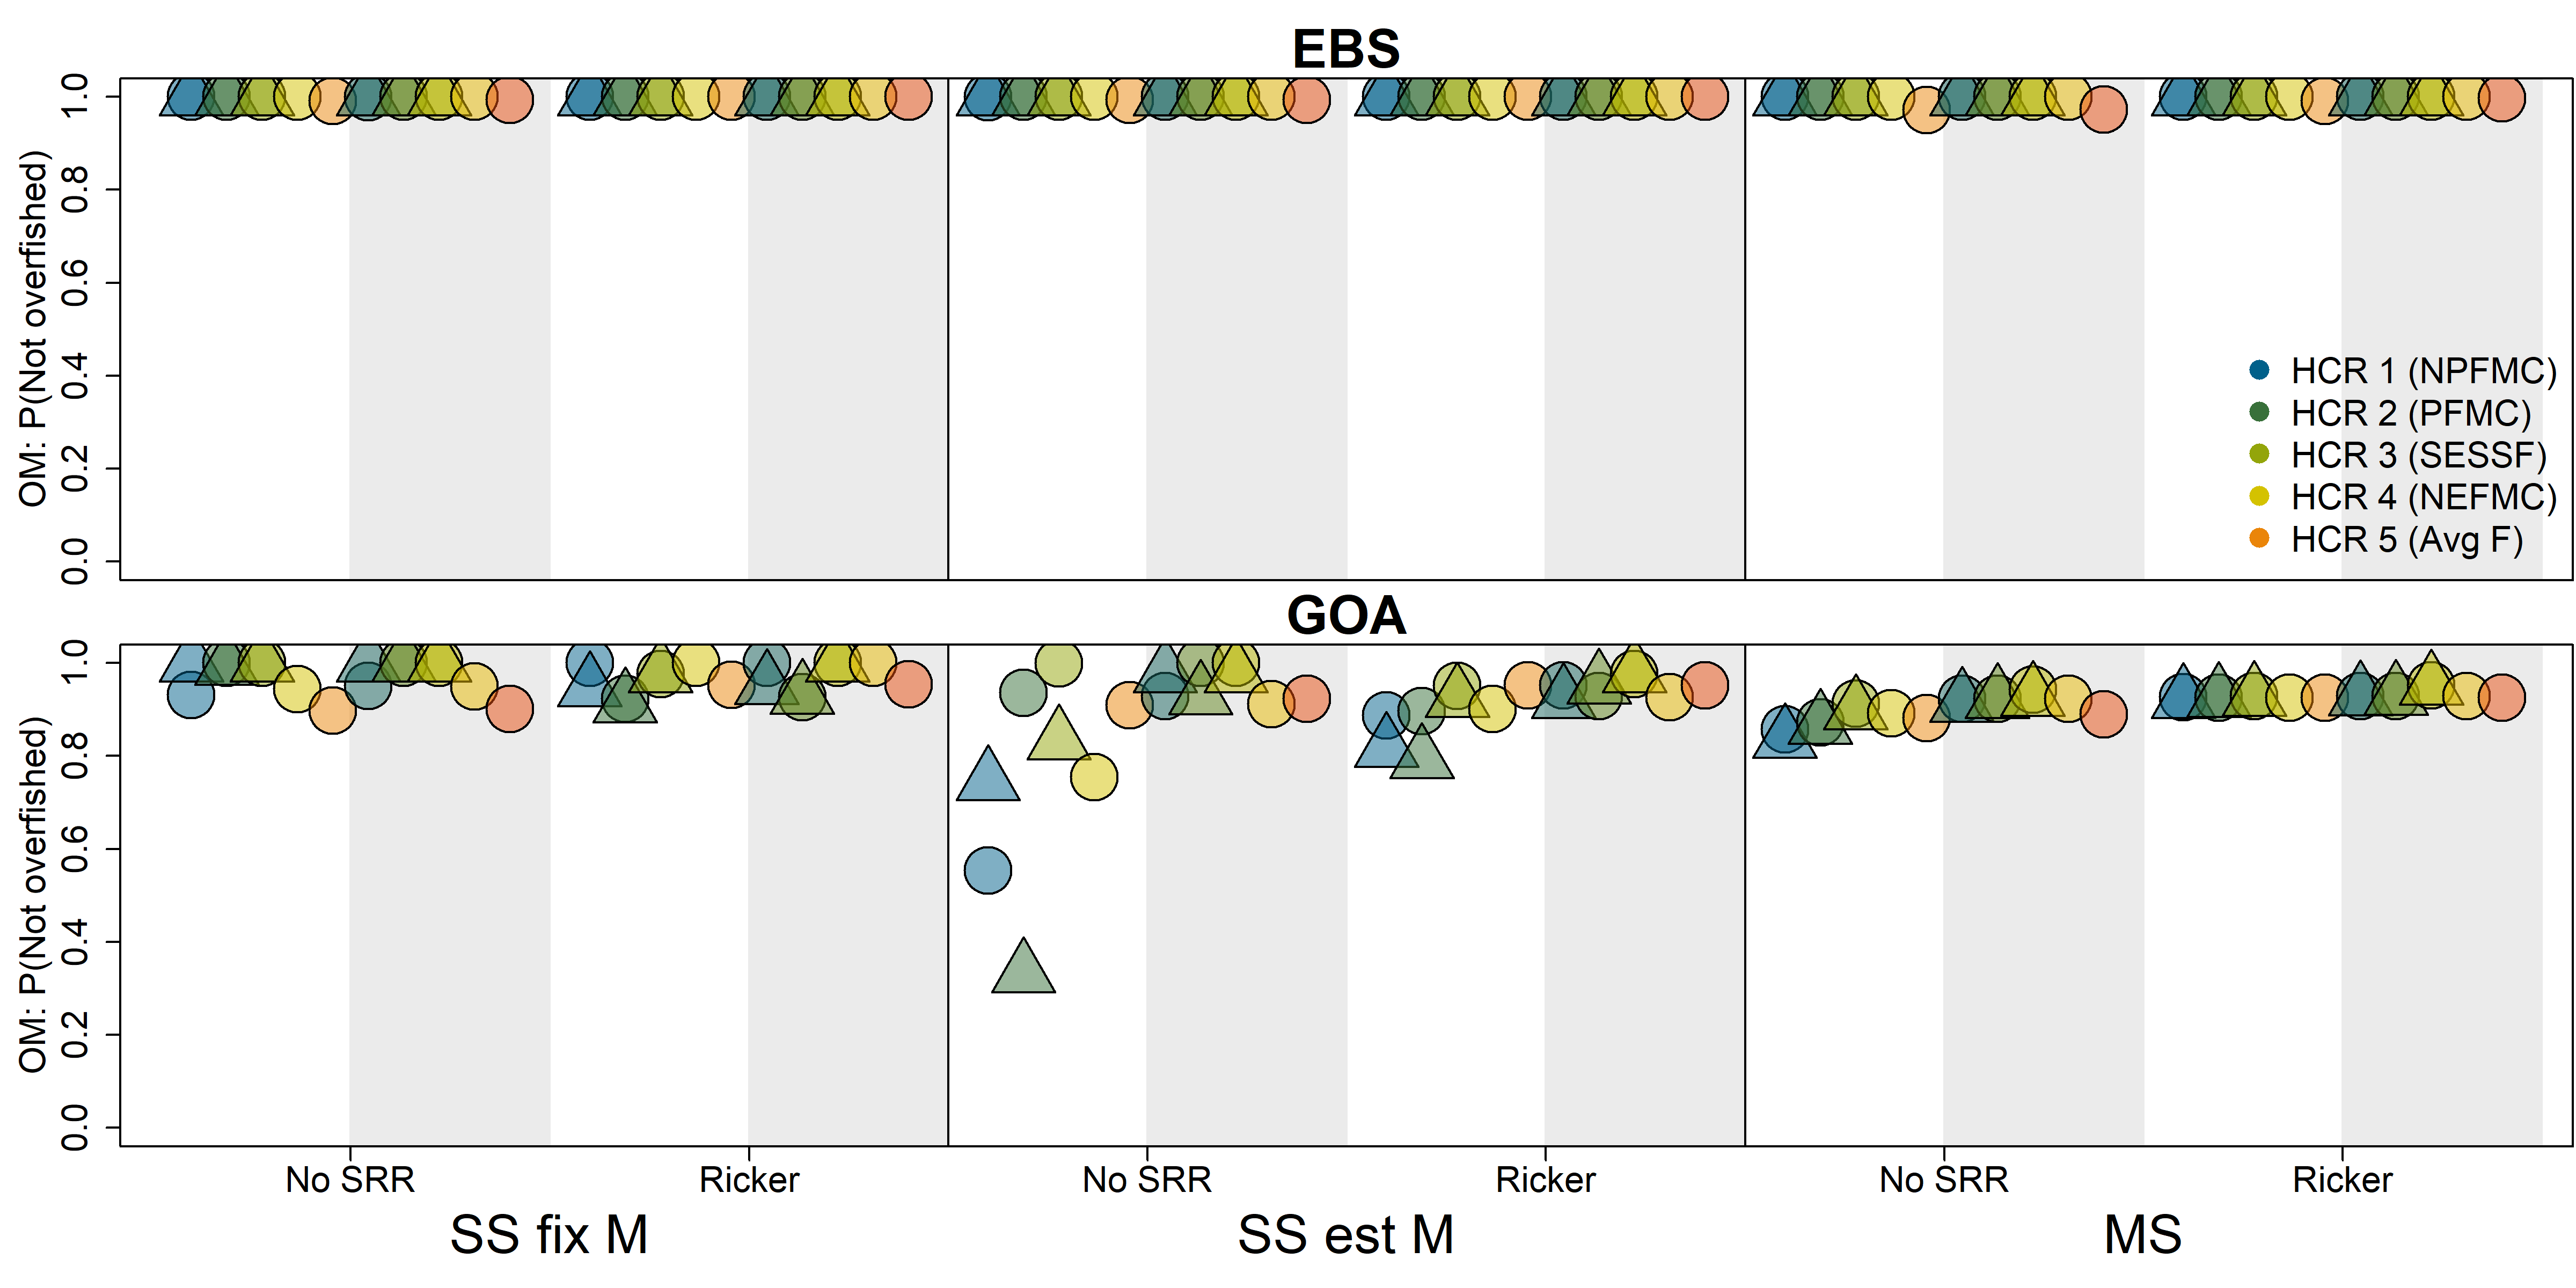 EBS
OM: P(Not overfished)
1.0
0.8
0.6
0.4
0.2
0.0
HCR 1 (NPFMC)
HCR 2 (PFMC)
HCR 3 (SESSF)
HCR 4 (NEFMC)
HCR 5 (Avg F)
GOA
OM: P(Not overfished)
1.0
0.8
0.6
0.4
0.2
0.0
No SRR Ricker No SRR Ricker No SRR Ricker
SS fix M SS est M MS